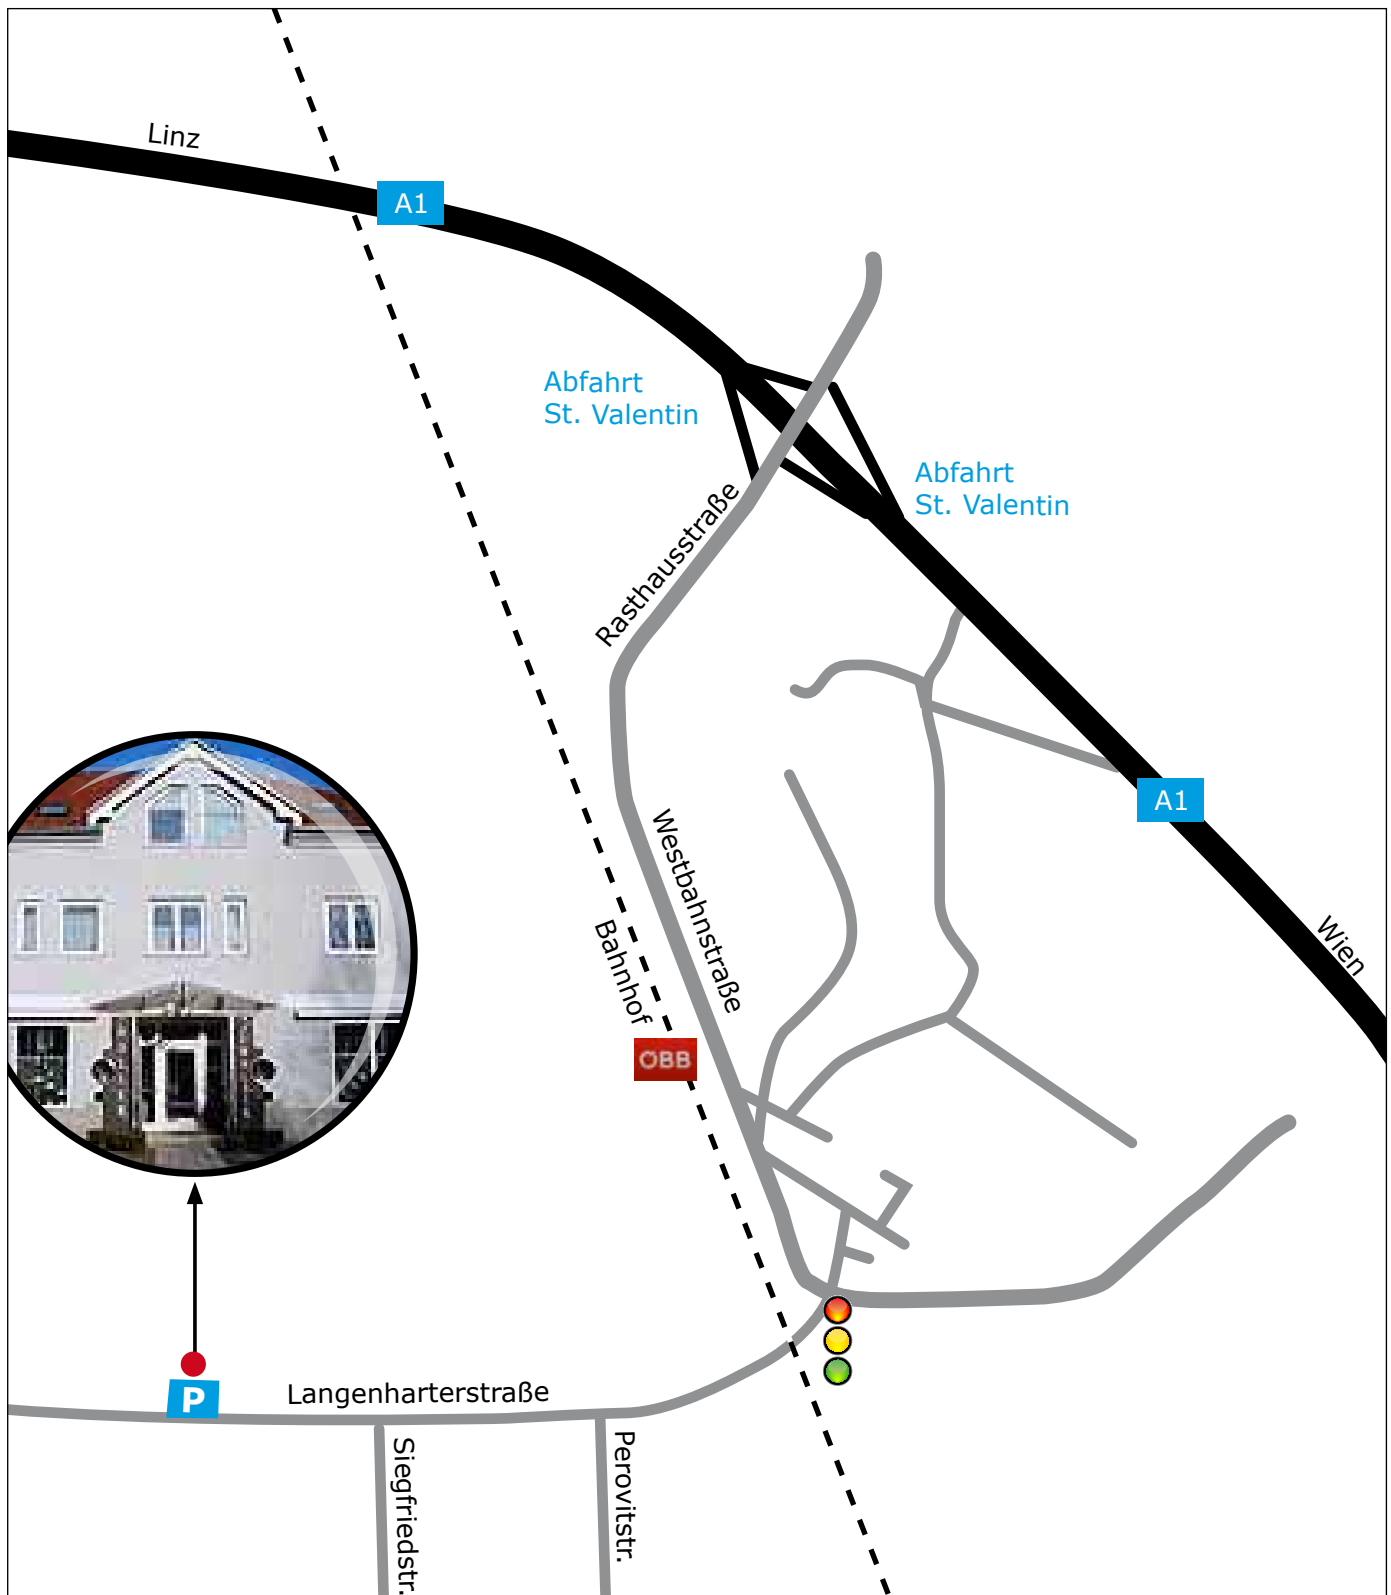 Linz
A1
Abfahrt
St. Valentin
Abfahrt
St. Valentin
Rasthausstraße
A1
Westbahnstraße
Wien
Bahnhof
ÖBB
P
Langenharterstraße
Siegfriedstr.
Perovitstr.